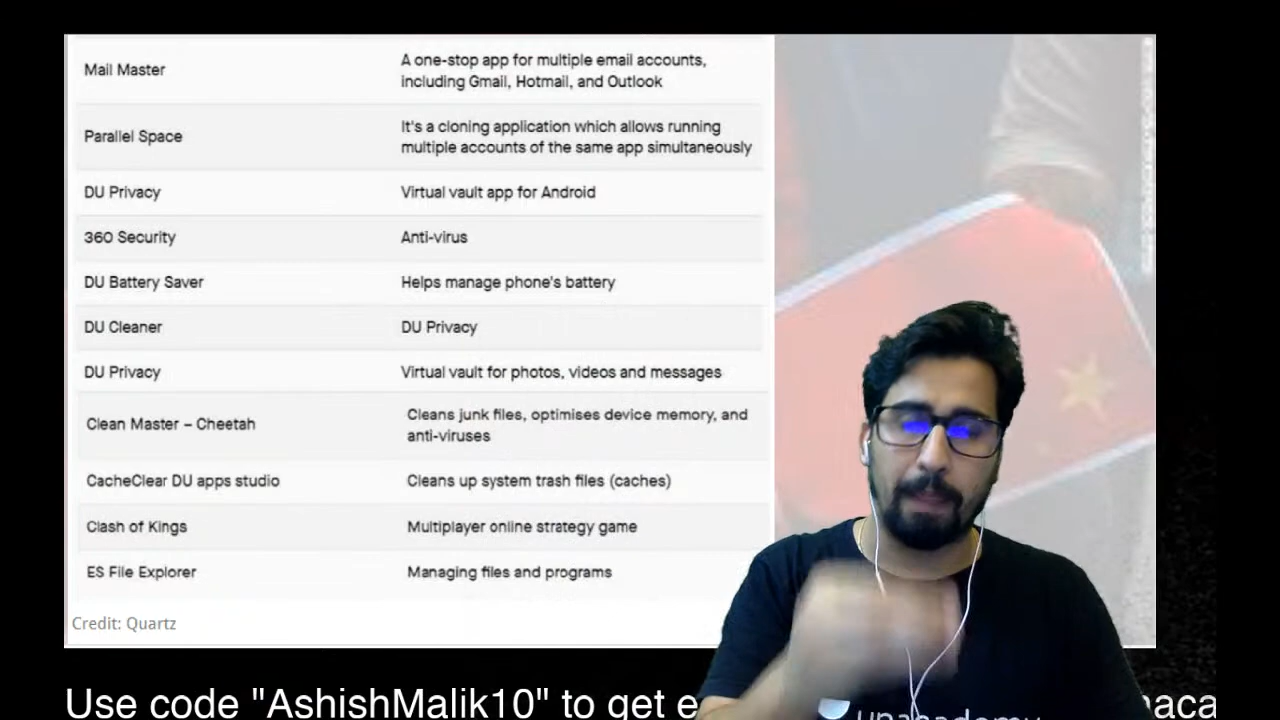 Mail Master
A one-stop app for multiple email accounts,
including Gmail, Hotmail, and Outlook
Parallel Space
It's a cloning application which allows running
multiple accounts of the same app simultaneously
DU Privacy
Virtual vault app for Android
360 Security
Anti-virus
DU Battery Saver
Helps manage phone's battery
DU Cleaner
DU Privacy
DU Privacy
Virtual vault for photos, videos and messages
Clean Master – Cheetah
Cleans junk files, optimises device memory, and
anti-viruses
CacheClear DU apps studio
Cleans up system trash files (caches)
Clash of Kings
Multiplayer online strategy game
ES File Explorer
Managing files and programs
Credit: Quartz
Use code "AshishMalik10" to get
unacademy